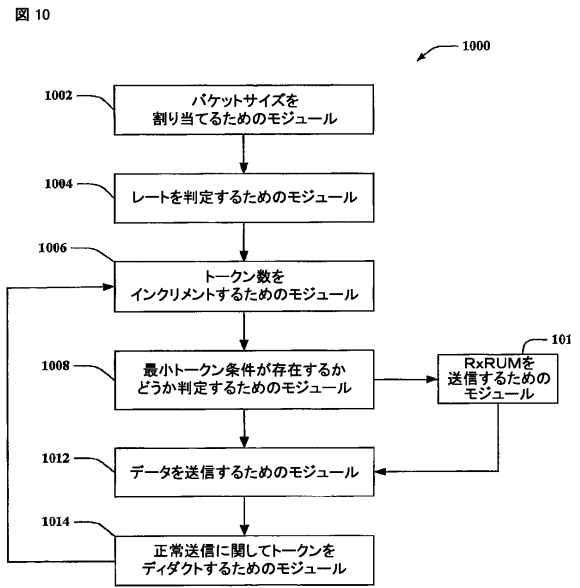 図 10
1000
1002
バケットサイズを
割り当てるためのモジュール
1004
レートを判定するためのモジュール
1006
トークン数を
インクリメントするためのモジュール
1008
最小トークン条件が存在するか
どうか判定するためのモジュール
101
RxRUMを
送信するための
モジュール
1012
データを送信するためのモジュール
1014
正常送信に関してトークンを
ディダクトするためのモジュール